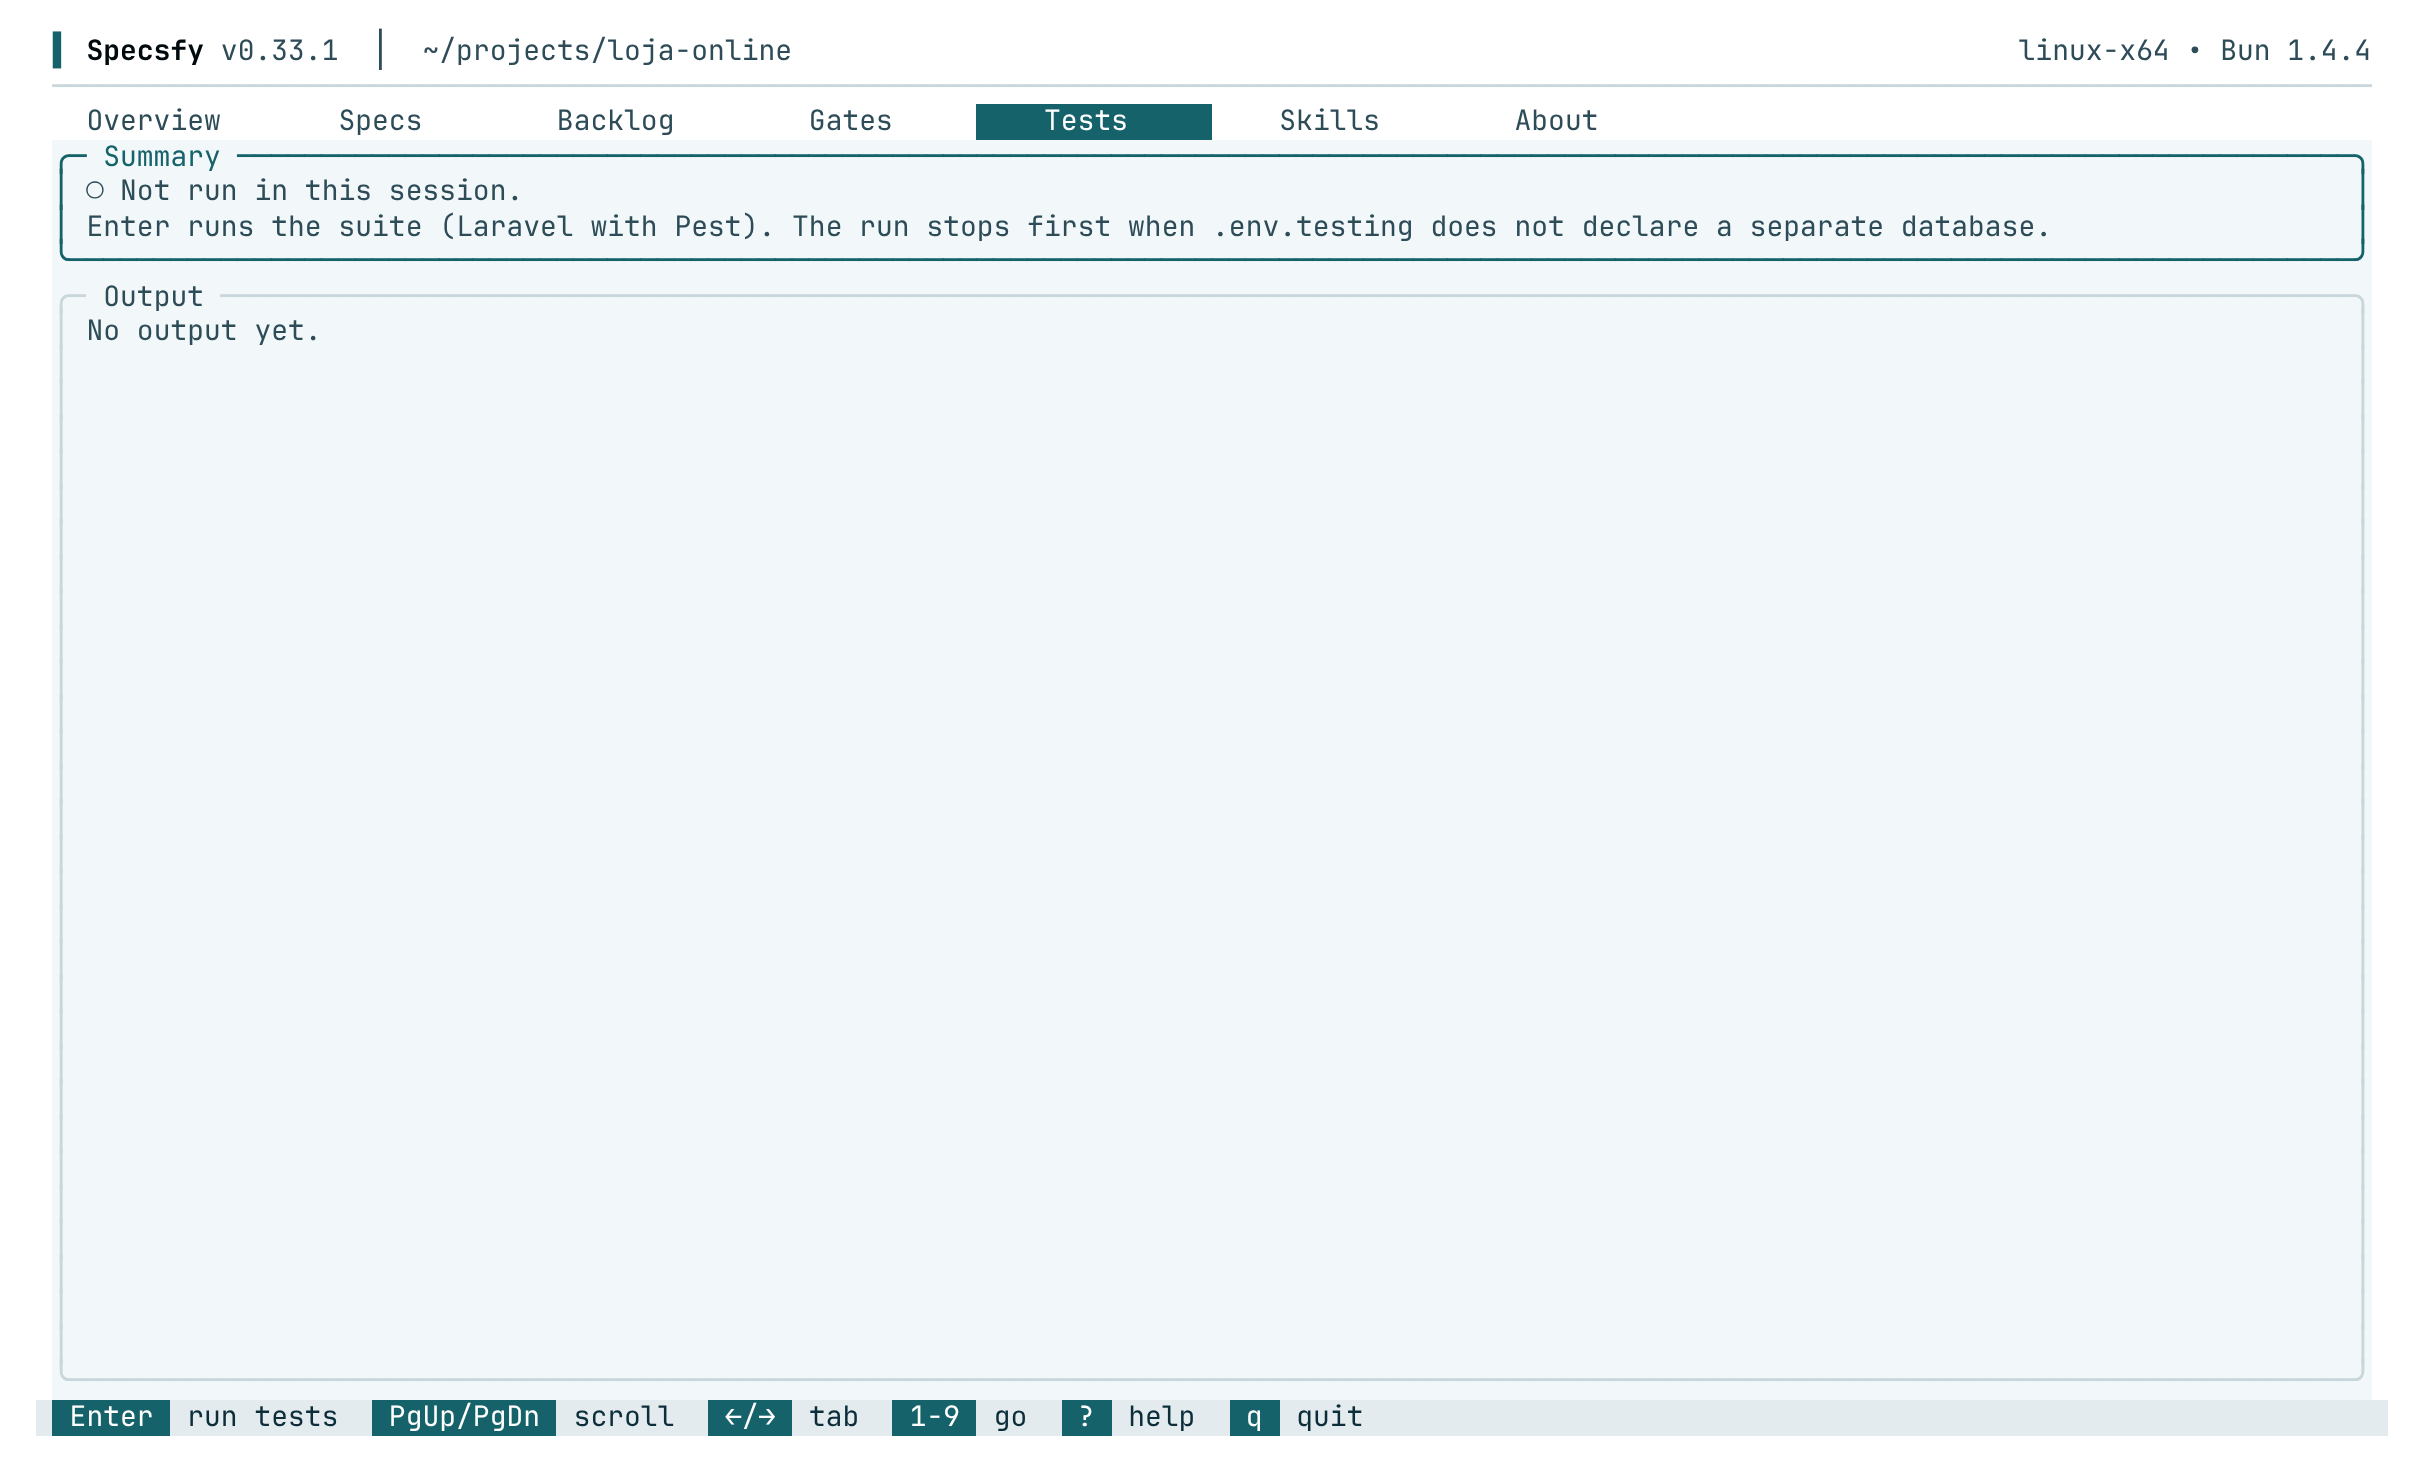 Specsfy v0.33.1 │ ~/projects/loja-online linux-x64 • Bun 1.4.4
Overview Specs Backlog Gates Tests Skills About
Summary
○ Not run in this session.
Enter runs the suite (Laravel with Pest). The run stops first when .env.testing does not declare a separate database.
Output
No output yet.
Enter run tests PgUp/PgDn scroll ←/→ tab 1-9 go ? help q quit